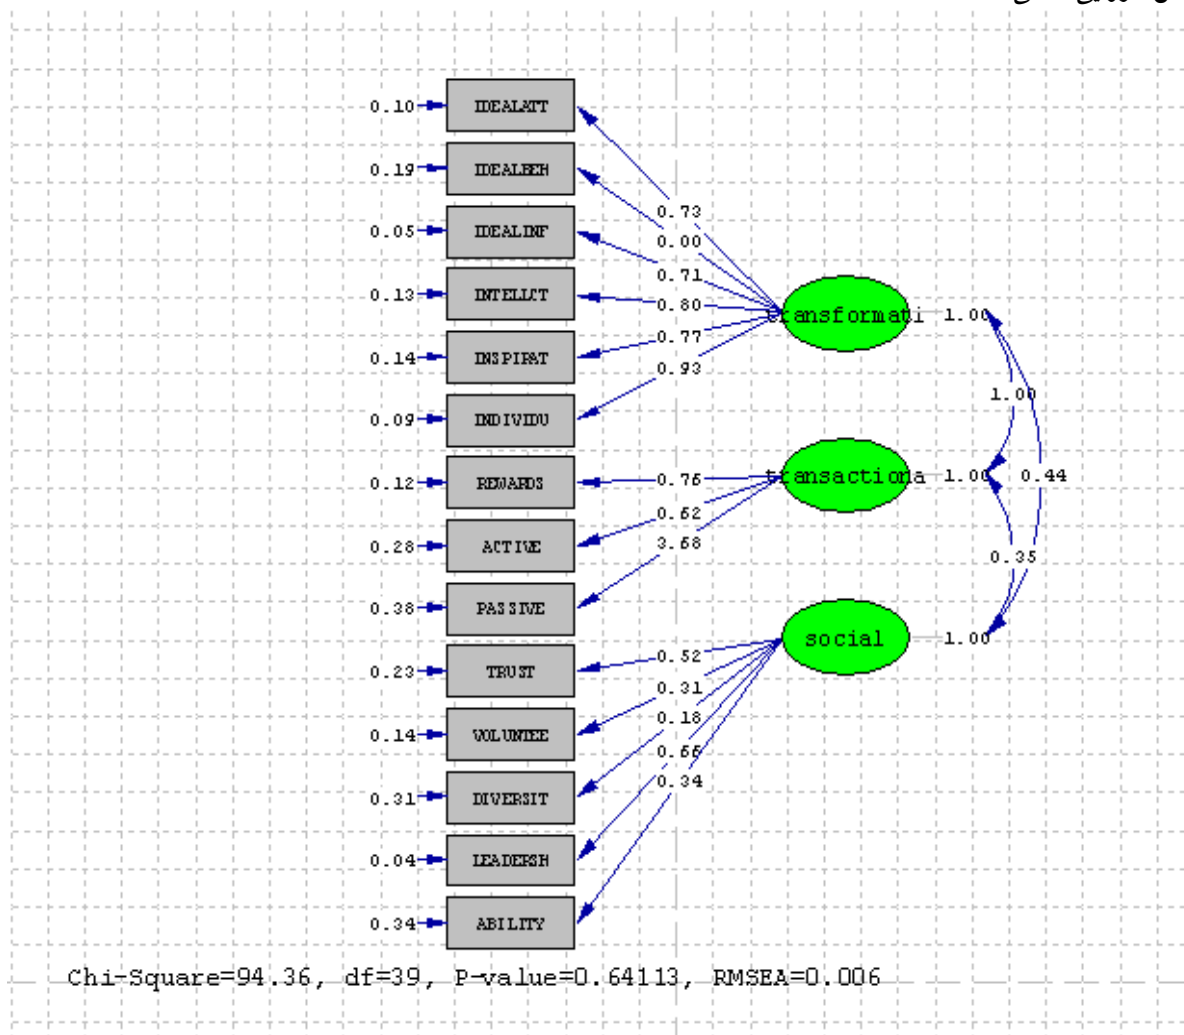 0.10 IDEALATT
0.73
0.19 IDEALBEH
0.00
0.05 IDEALINF
0.71
0.13 INTELLCT
0.80
transformati 1.00
0.14 INSPIRAT
0.77
0.93
1.00
0.09 INDIVIDU
0.12 REWARDS
0.76
transactiona 1.00 0.44
0.62
0.28 ACTIVE
3.68
0.35
0.38 PASSIVE
social 1.00
0.52
0.23 TRUST
0.31
0.18
0.14 VOLUNTEE
0.66
0.34
0.31 DIVERSIT
0.04 LEADERSH
0.34 ABILITY
Chi-Square=94.36, df=39, P-value=0.64113, RMSEA=0.006